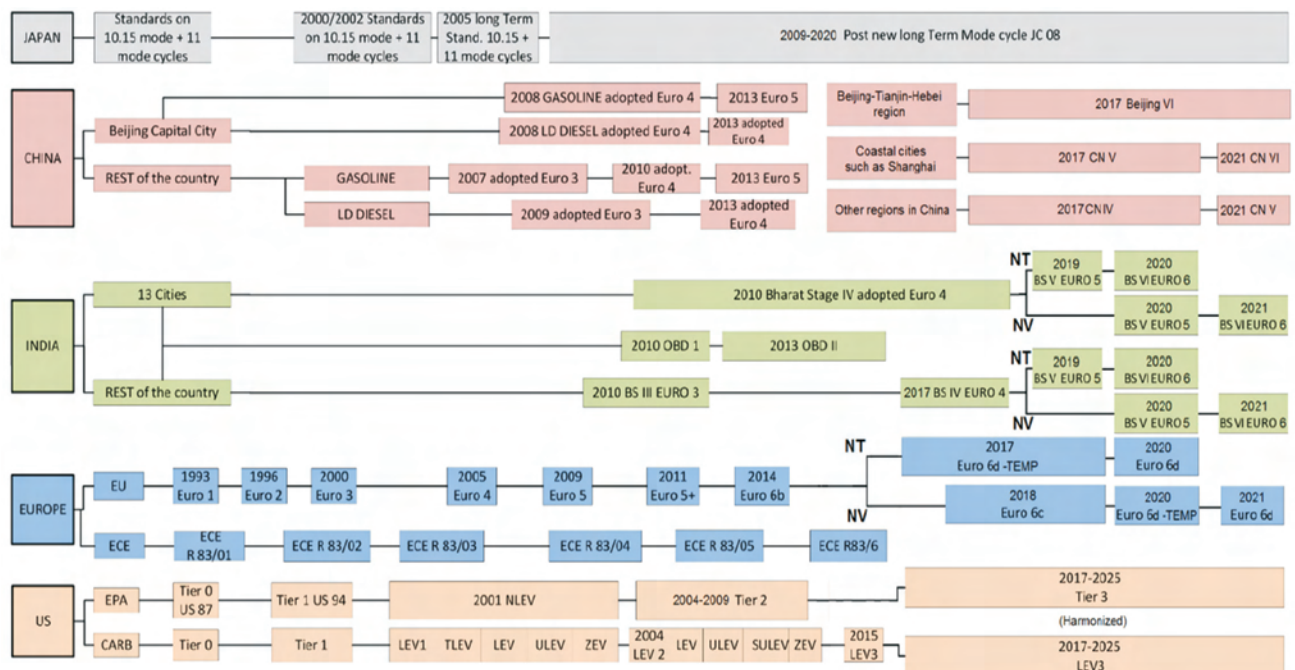 JAPAN
Standards on
10.15 mode + 11
mode cycles
2000/2002 Standards
on 10.15 mode + 11
mode cycles
2005 long Term
Stand. 10.15 +
11 mode cycles
2009-2020 Post new long Term Mode cycle JC 08
CHINA
Beijing Capital City
2008 GASOLINE adopted Euro 4
2013 Euro 5
2008 LD DIESEL adopted Euro 4
2013 adopted
Euro 4
REST of the country
GASOLINE
2007 adopted Euro 3
2010 adopt.
Euro 4
2013 Euro 5
LD DIESEL
2009 adopted Euro 3
2013 adopted
Euro 4
Beijing-Tianjin-Hebei
region
2017 Beijing VI
Coastal cities
such as Shanghai
2017 CN V
2021 CN VI
Other regions in China
2017 CN IV
2021 CN V
INDIA
13 Cities
2010 Bharat Stage IV adopted Euro 4
NT
2019
BS V EURO 5
2020
BS VI EURO 6
NV
2020
BS V EURO 5
2021
BS VI EURO 6
2010 OBD 1
2013 OBD II
REST of the country
2010 BS III EURO 3
2017 BS IV EURO 4
NT
2019
BS V EURO 5
2020
BS VI EURO 6
NV
2020
BS V EURO 5
2021
BS VI EURO 6
EUROPE
EU
1993
Euro 1
1996
Euro 2
2000
Euro 3
2005
Euro 4
2009
Euro 5
2011
Euro 5+
2014
Euro 6b
NT
2017
Euro 6d -TEMP
2020
Euro 6d
NV
2018
Euro 6c
2020
Euro 6d -TEMP
2021
Euro 6d
ECE
ECE
R 83/01
ECE R 83/02
ECE R 83/03
ECE R 83/04
ECE R 83/05
ECE R83/6
US
EPA
Tier 0
US 87
Tier 1 US 94
2001 NLEV
2004-2009 Tier 2
2017-2025
Tier 3
(Harmonized)
CARB
Tier 0
Tier 1
LEV1 TLEV LEV ULEV ZEV
2004
LEV 2
LEV ULEV SULEV ZEV
2015
LEV3
2017-2025
LEV3